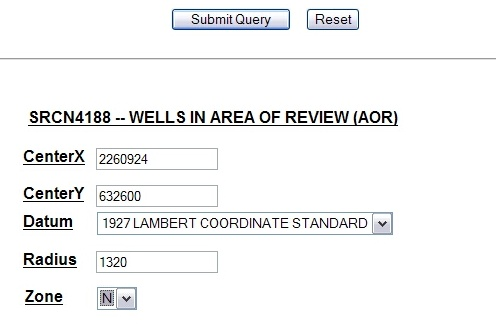 Submit Query Reset
SRCN4188 -- WELLS IN AREA OF REVIEW (AOR)
CenterX 2260924
CenterY 632600
Datum 1927 LAMBERT COORDINATE STANDARD
Radius 1320
Zone N